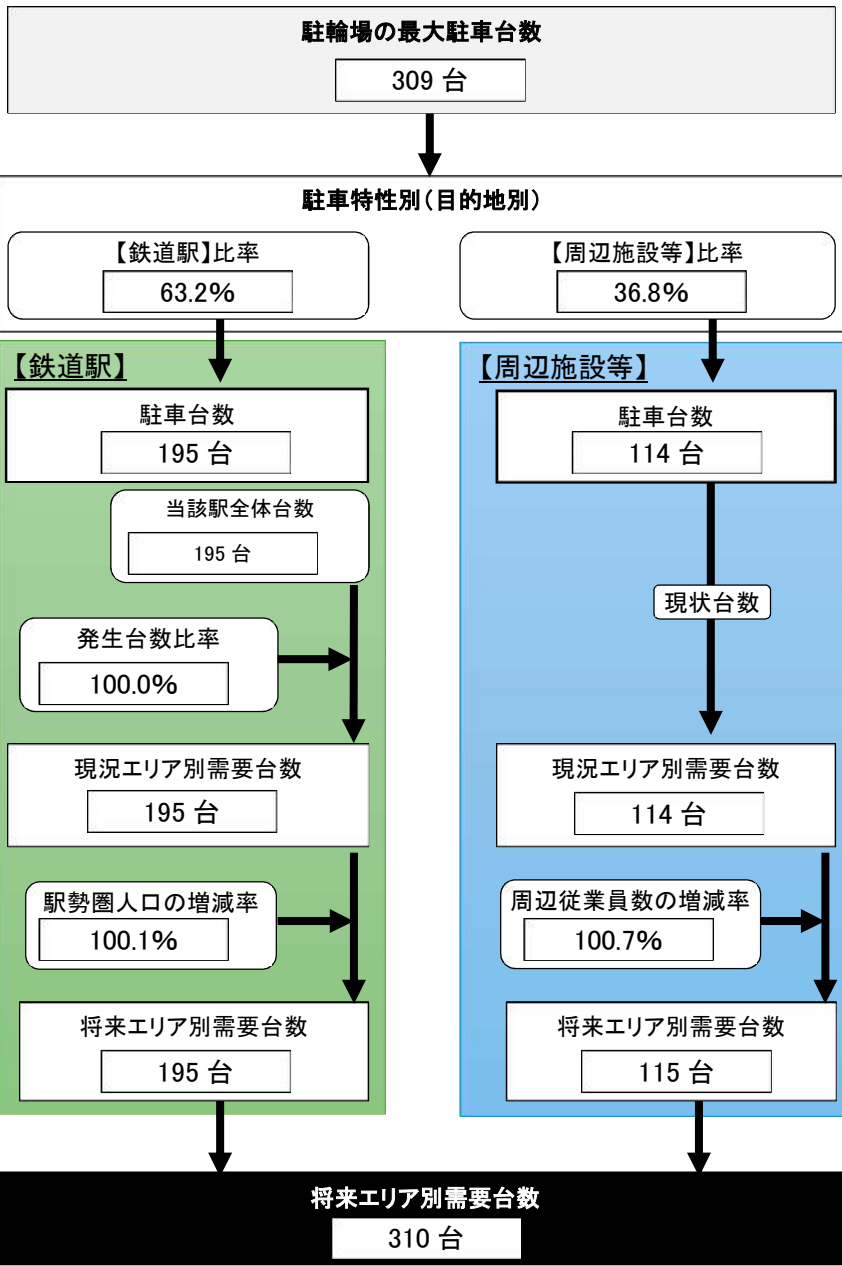 駐輪場の最大駐車台数
309 台
駐車特性別(目的地別)
【鉄道駅】比率
63.2%
【周辺施設等】比率
36.8%
【鉄道駅】
駐車台数
195 台
当該駅全体台数
195 台
発生台数比率
100.0%
現況エリア別需要台数
195 台
駅勢圏人口の増減率
100.1%
将来エリア別需要台数
195 台
【周辺施設等】
駐車台数
114 台
現状台数
現況エリア別需要台数
114 台
周辺従業員数の増減率
100.7%
将来エリア別需要台数
115 台
将来エリア別需要台数
310 台